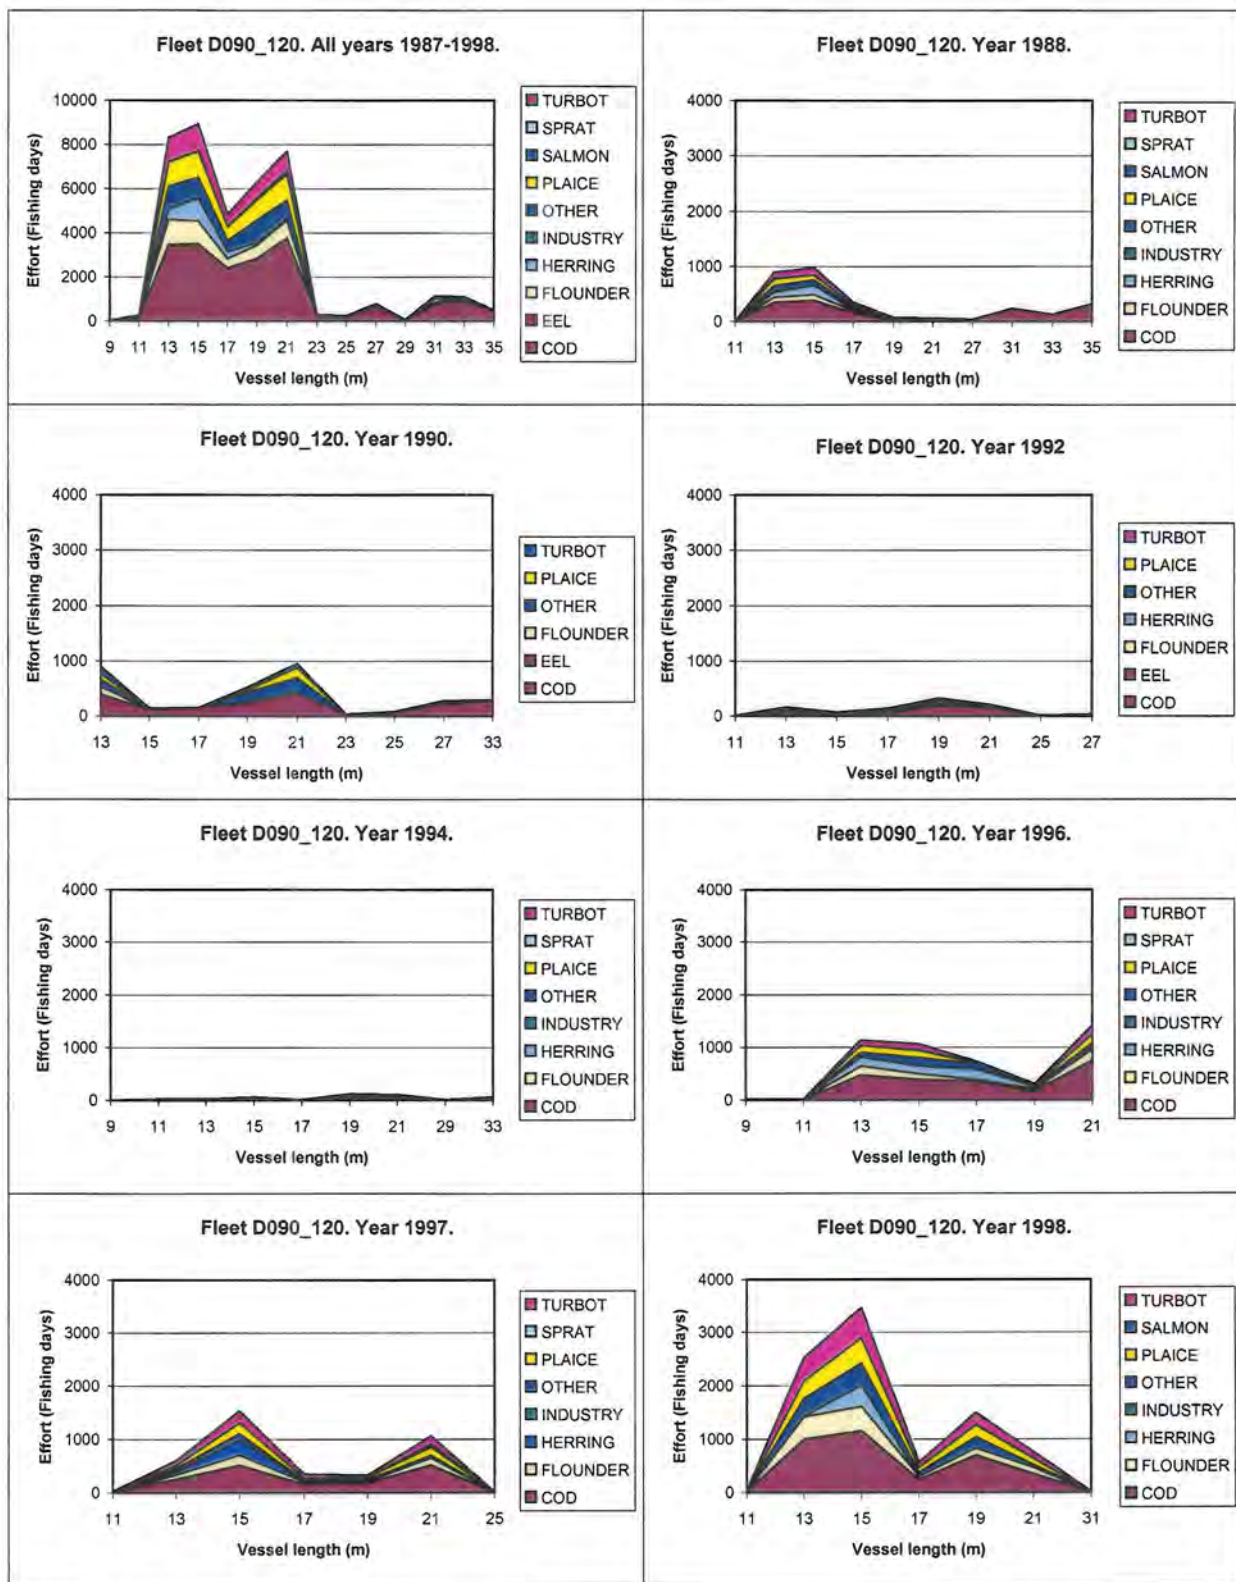 Fleet D090_120. All years 1987-1998.
Effort (Fishing days)
10000
8000
6000
4000
2000
0
9 11 13 15 17 19 21 23 25 27 29 31 33 35
Vessel length (m)
TURBOT
SPRAT
SALMON
PLAICE
OTHER
INDUSTRY
HERRING
FLOUNDER
EEL
COD
Fleet D090_120. Year 1988.
Effort (Fishing days)
4000
3000
2000
1000
0
11 13 15 17 19 21 27 31 33 35
Vessel length (m)
TURBOT
SPRAT
SALMON
PLAICE
OTHER
INDUSTRY
HERRING
FLOUNDER
COD
Fleet D090_120. Year 1990.
Effort (Fishing days)
4000
3000
2000
1000
0
13 15 17 19 21 23 25 27 33
Vessel length (m)
TURBOT
PLAICE
OTHER
FLOUNDER
EEL
COD
Fleet D090_120. Year 1992
Effort (Fishing days)
4000
3000
2000
1000
0
11 13 15 17 19 21 25 27
Vessel length (m)
TURBOT
PLAICE
OTHER
HERRING
FLOUNDER
EEL
COD
Fleet D090_120. Year 1994.
Effort (Fishing days)
4000
3000
2000
1000
0
9 11 13 15 17 19 21 29 33
Vessel length (m)
TURBOT
SPRAT
PLAICE
OTHER
INDUSTRY
HERRING
FLOUNDER
COD
Fleet D090_120. Year 1996.
Effort (Fishing days)
4000
3000
2000
1000
0
9 11 13 15 17 19 21
Vessel length (m)
TURBOT
SPRAT
PLAICE
OTHER
INDUSTRY
HERRING
FLOUNDER
COD
Fleet D090_120. Year 1997.
Effort (Fishing days)
4000
3000
2000
1000
0
11 13 15 17 19 21 25
Vessel length (m)
TURBOT
SPRAT
PLAICE
OTHER
INDUSTRY
HERRING
FLOUNDER
COD
Fleet D090_120. Year 1998.
Effort (Fishing days)
4000
3000
2000
1000
0
11 13 15 17 19 21 31
Vessel length (m)
TURBOT
SALMON
PLAICE
OTHER
INDUSTRY
HERRING
FLOUNDER
COD